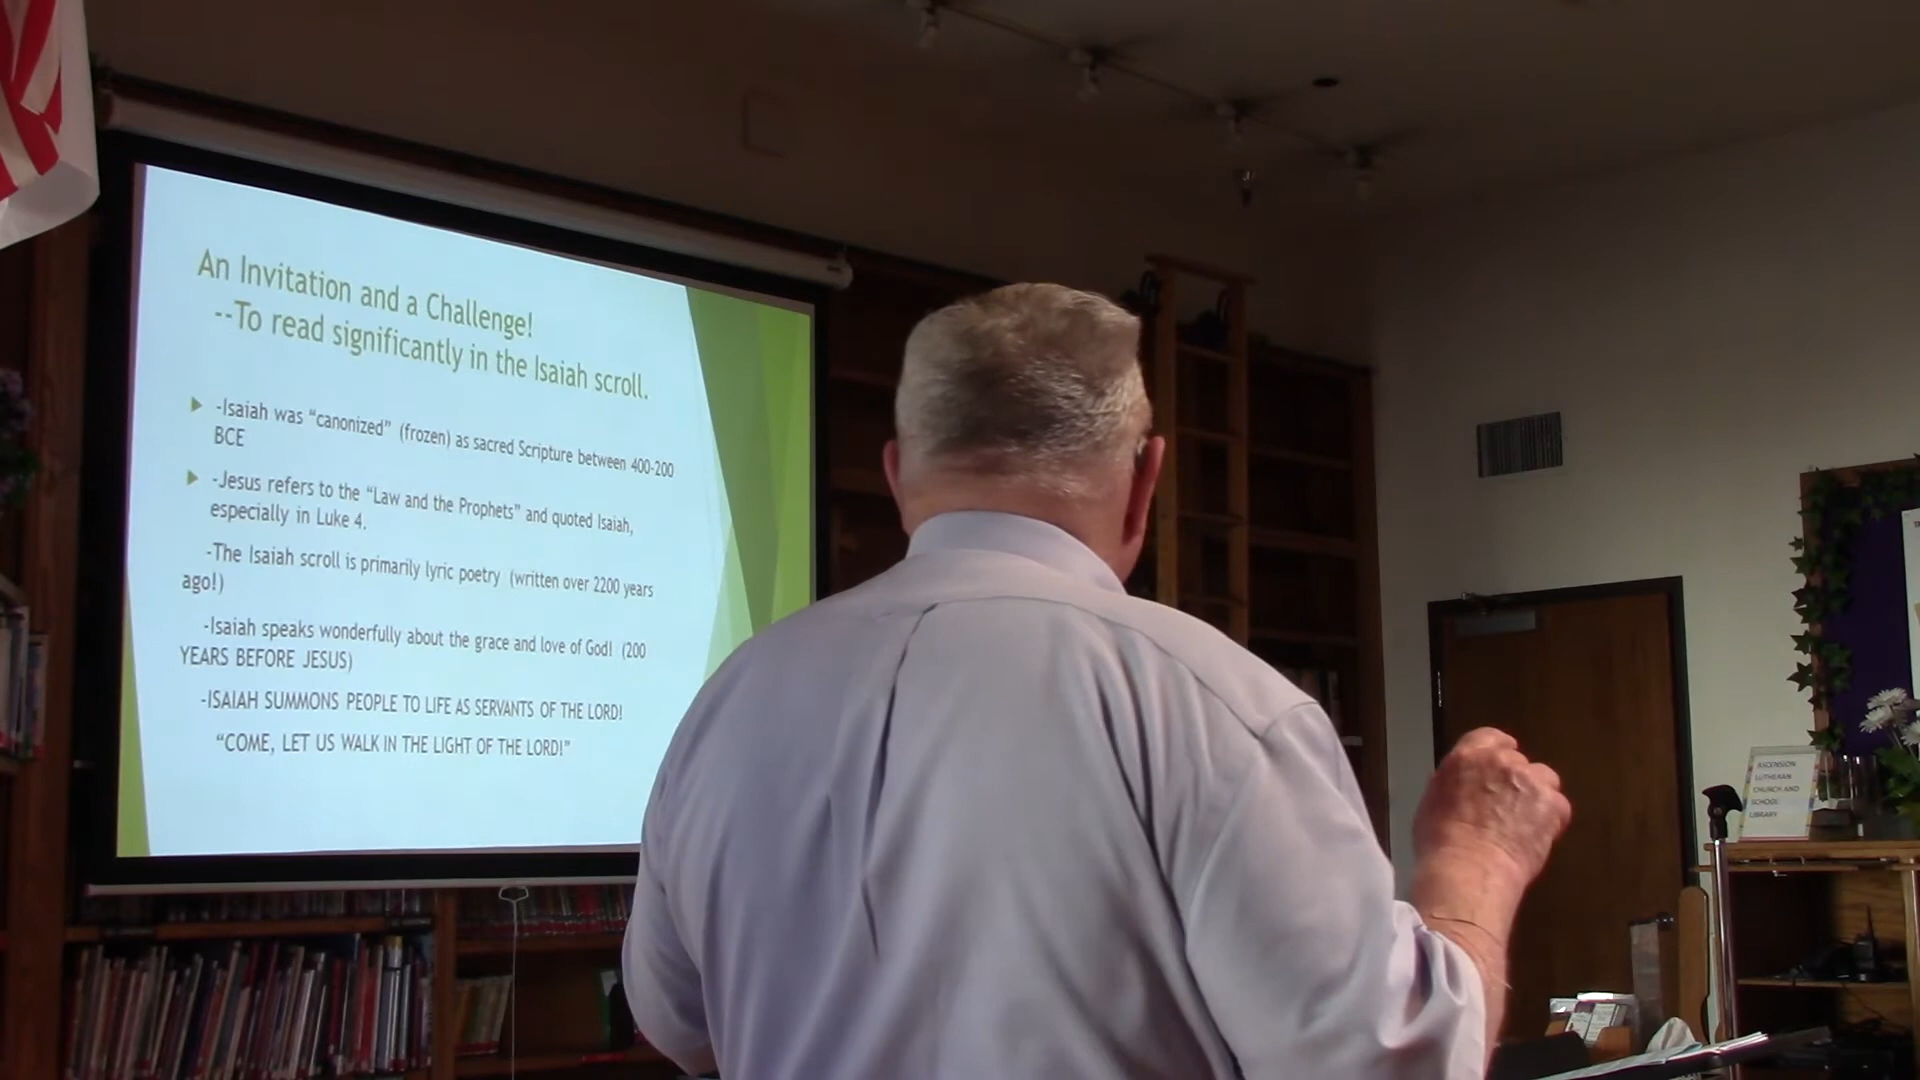 An Invitation and a Challenge!
--To read significantly in the Isaiah scroll.
-Isaiah was “canonized” (frozen) as sacred Scripture between 400-200
BCE
-Jesus refers to the “Law and the Prophets” and quoted Isaiah,
especially in Luke 4.
-The Isaiah scroll is primarily lyric poetry (written over 2200 years
ago!)
-Isaiah speaks wonderfully about the grace and love of God! (200
YEARS BEFORE JESUS)
-ISAIAH SUMMONS PEOPLE TO LIFE AS SERVANTS OF THE LORD!
“COME, LET US WALK IN THE LIGHT OF THE LORD!”
ASCENSION
LUTHERAN
CHURCH AND
SCHOOL
LIBRARY